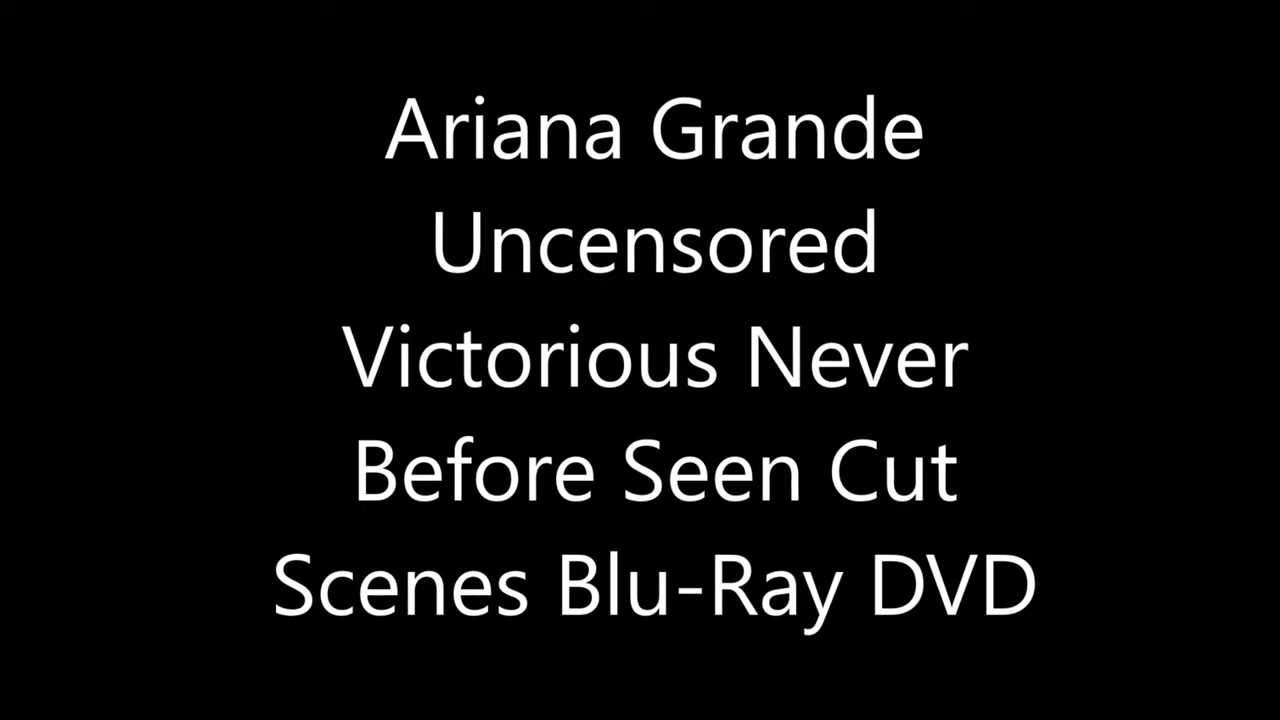 Ariana Grande
Uncensored
Victorious Never
Before Seen Cut
Scenes Blu-Ray DVD